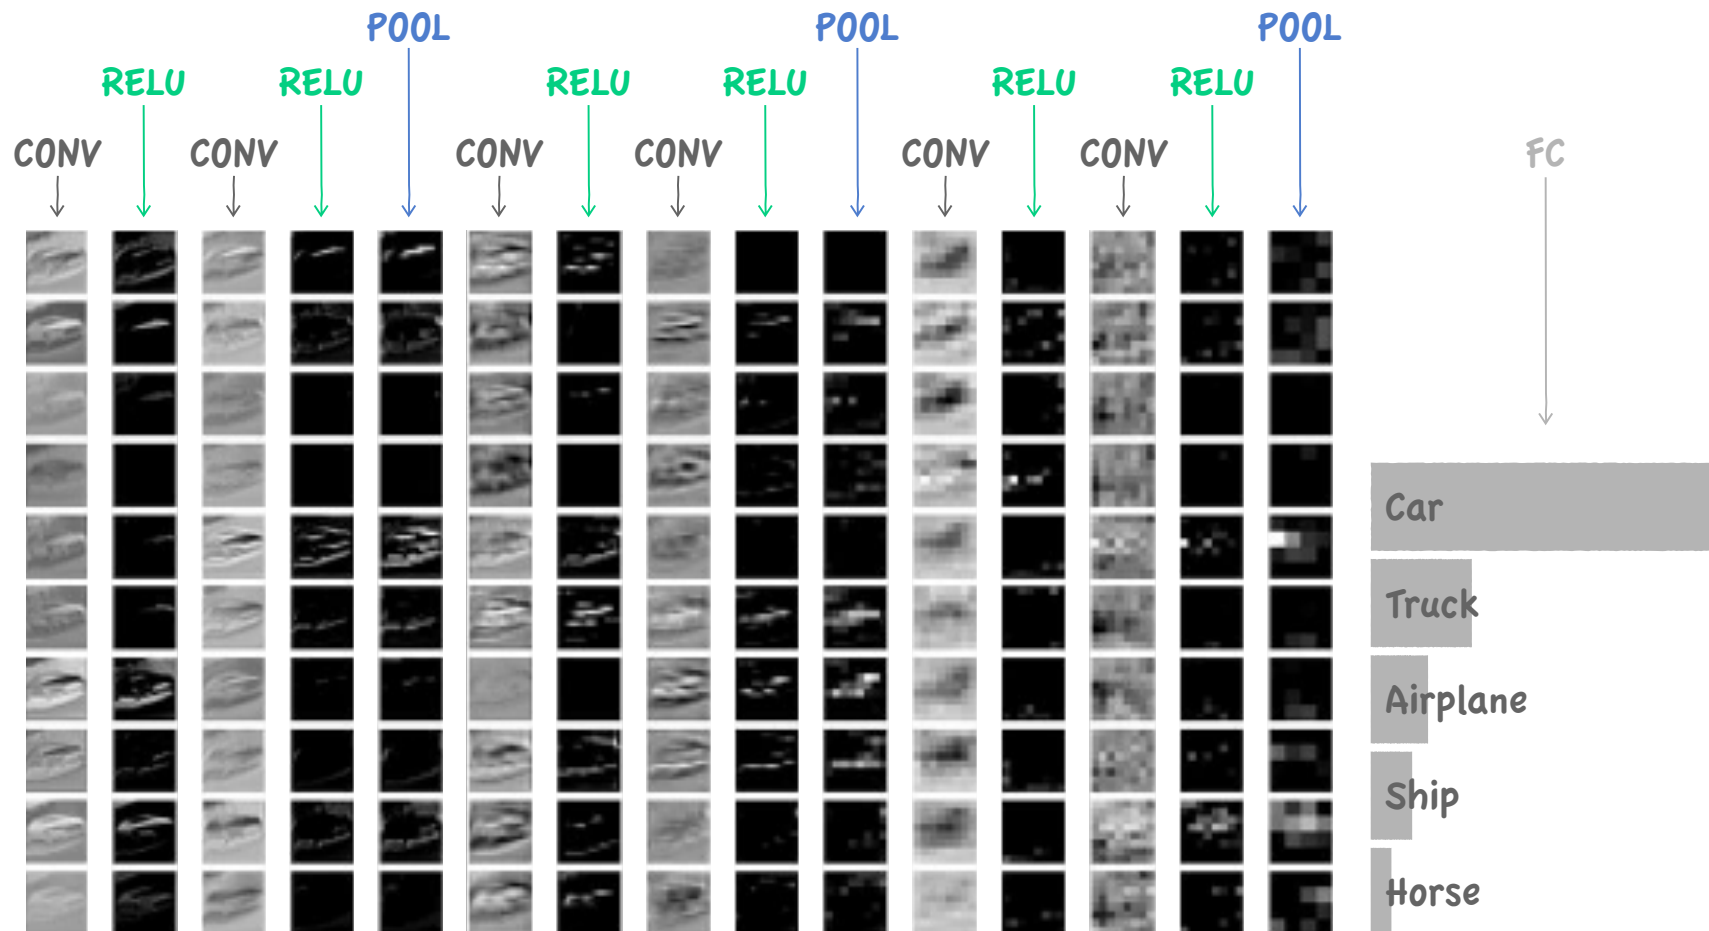 POOL POOL POOL
RELU RELU RELU RELU RELU RELU
CONV CONV CONV CONV CONV CONV FC
Car
Truck
Airplane
Ship
Horse